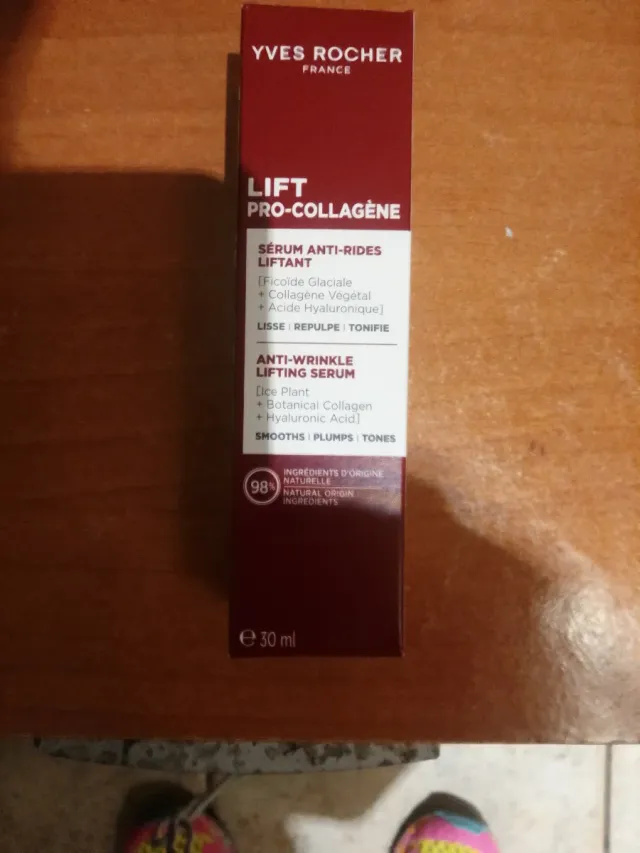 YVES ROCHER
FRANCE
LIFT
PRO-COLLAGÈNE
SÉRUM ANTI-RIDES
LIFTANT
[Ficoïde Glaciale
+ Collagène Végétal
+ Acide Hyaluronique]
LISSE | REPULPE | TONIFIE
ANTI-WRINKLE
LIFTING SERUM
[Ice Plant
+ Botanical Collagen
+ Hyaluronic Acid]
SMOOTHS | PLUMPS | TONES
98%
INGRÉDIENTS D'ORIGINE
NATURELLE
NATURAL ORIGIN
INGREDIENTS
℮ 30 ml